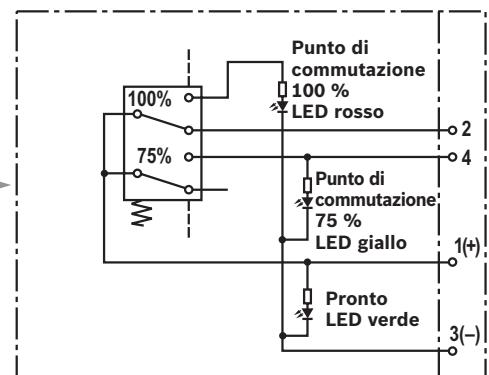 Punto di
commutazione
100 %
LED rosso
100%
2
75%
4
Punto di
commutazione
75 %
LED giallo
1(+)
Pronto
LED verde
3(–)